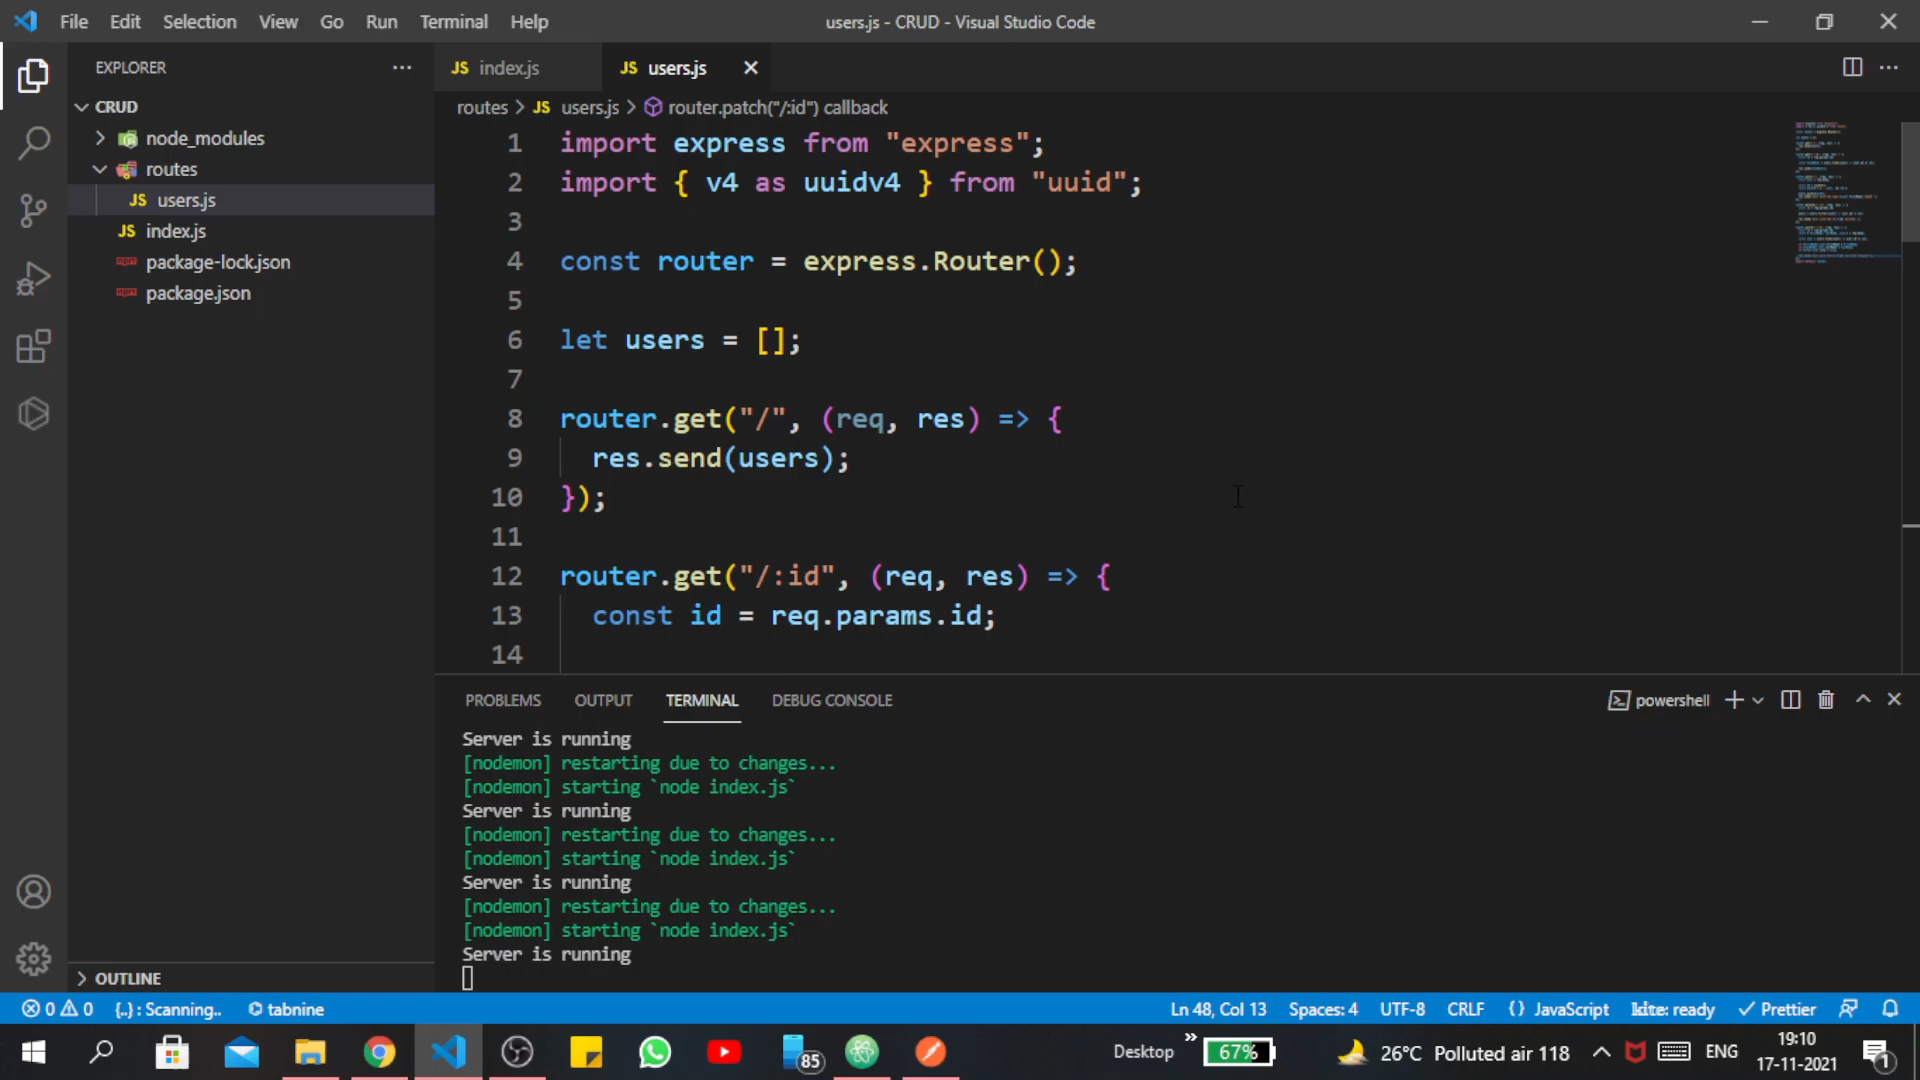 File Edit Selection View Go Run Terminal Help
users.js - CRUD - Visual Studio Code
EXPLORER
CRUD
node_modules
routes
JS users.js
JS index.js
package-lock.json
package.json
OUTLINE
JS index.js
JS users.js
routes > JS users.js > router.patch("/:id") callback
1 import express from "express";
2 import { v4 as uuidv4 } from "uuid";
3
4 const router = express.Router();
5
6 let users = [];
7
8 router.get("/", (req, res) => {
9 res.send(users);
10 });
11
12 router.get("/:id", (req, res) => {
13 const id = req.params.id;
14
PROBLEMS OUTPUT TERMINAL DEBUG CONSOLE
powershell
Server is running
[nodemon] restarting due to changes...
[nodemon] starting `node index.js`
Server is running
[nodemon] restarting due to changes...
[nodemon] starting `node index.js`
Server is running
[nodemon] restarting due to changes...
[nodemon] starting `node index.js`
Server is running
0 0 {..} : Scanning.. tabnine
Ln 48, Col 13 Spaces: 4 UTF-8 CRLF {} JavaScript kite: ready Prettier
85
Desktop
67%
26°C Polluted air 118
ENG
19:10
17-11-2021
1